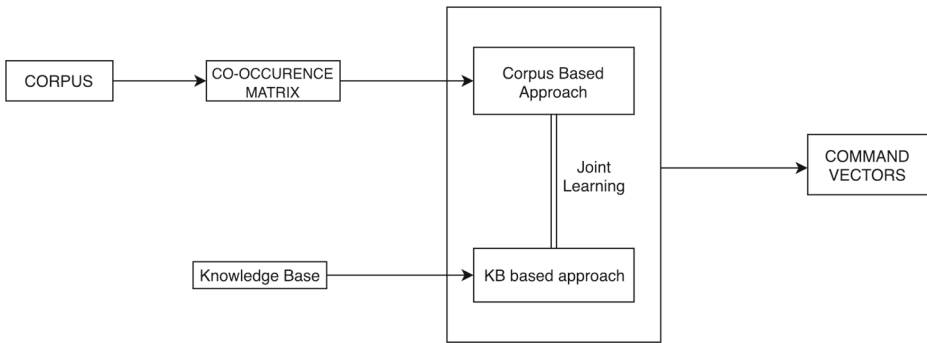 CORPUS
CO-OCCURENCE
MATRIX
Corpus Based
Approach
Joint
Learning
COMMAND
VECTORS
Knowledge Base
KB based approach